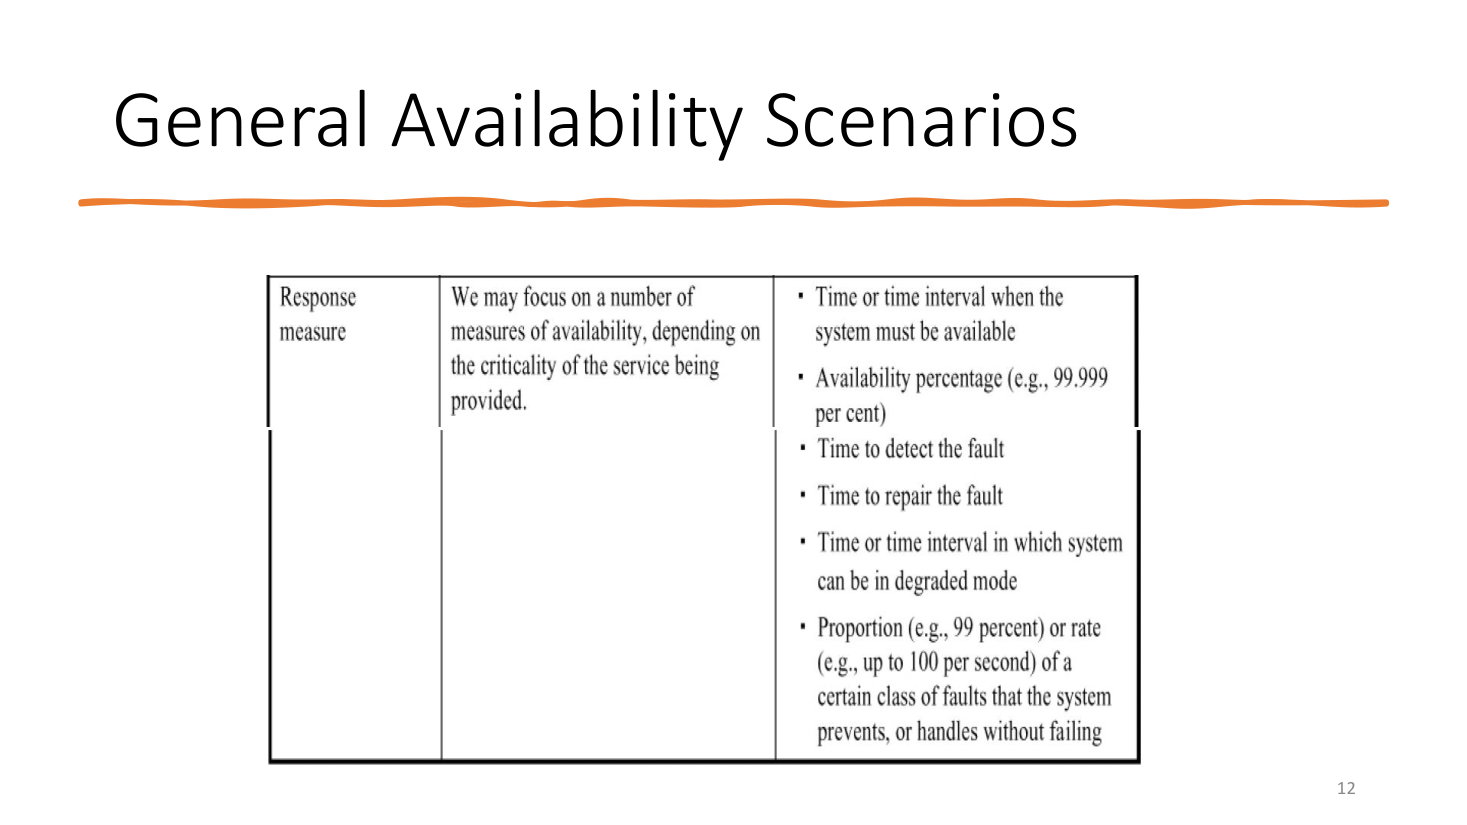 General Availability Scenarios
Response
measure
We may focus on a number of
measures of availability, depending on
the criticality of the service being
provided.
▪ Time or time interval when the
system must be available
▪ Availability percentage (e.g., 99.999
per cent)
▪ Time to detect the fault
▪ Time to repair the fault
▪ Time or time interval in which system
can be in degraded mode
▪ Proportion (e.g., 99 percent) or rate
(e.g., up to 100 per second) of a
certain class of faults that the system
prevents, or handles without failing
12